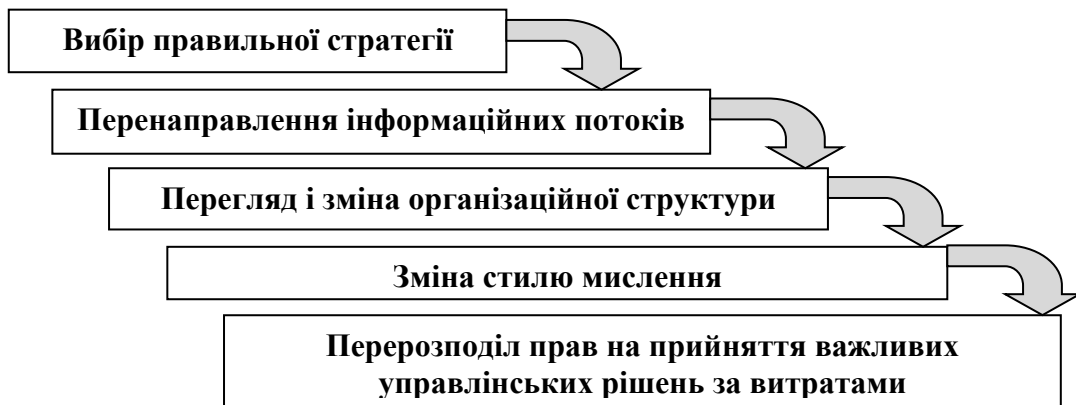 Вибір правильної стратегії
Перенаправлення інформаційних потоків
Перегляд і зміна організаційної структури
Зміна стилю мислення
Перерозподіл прав на прийняття важливих
управлінських рішень за витратами